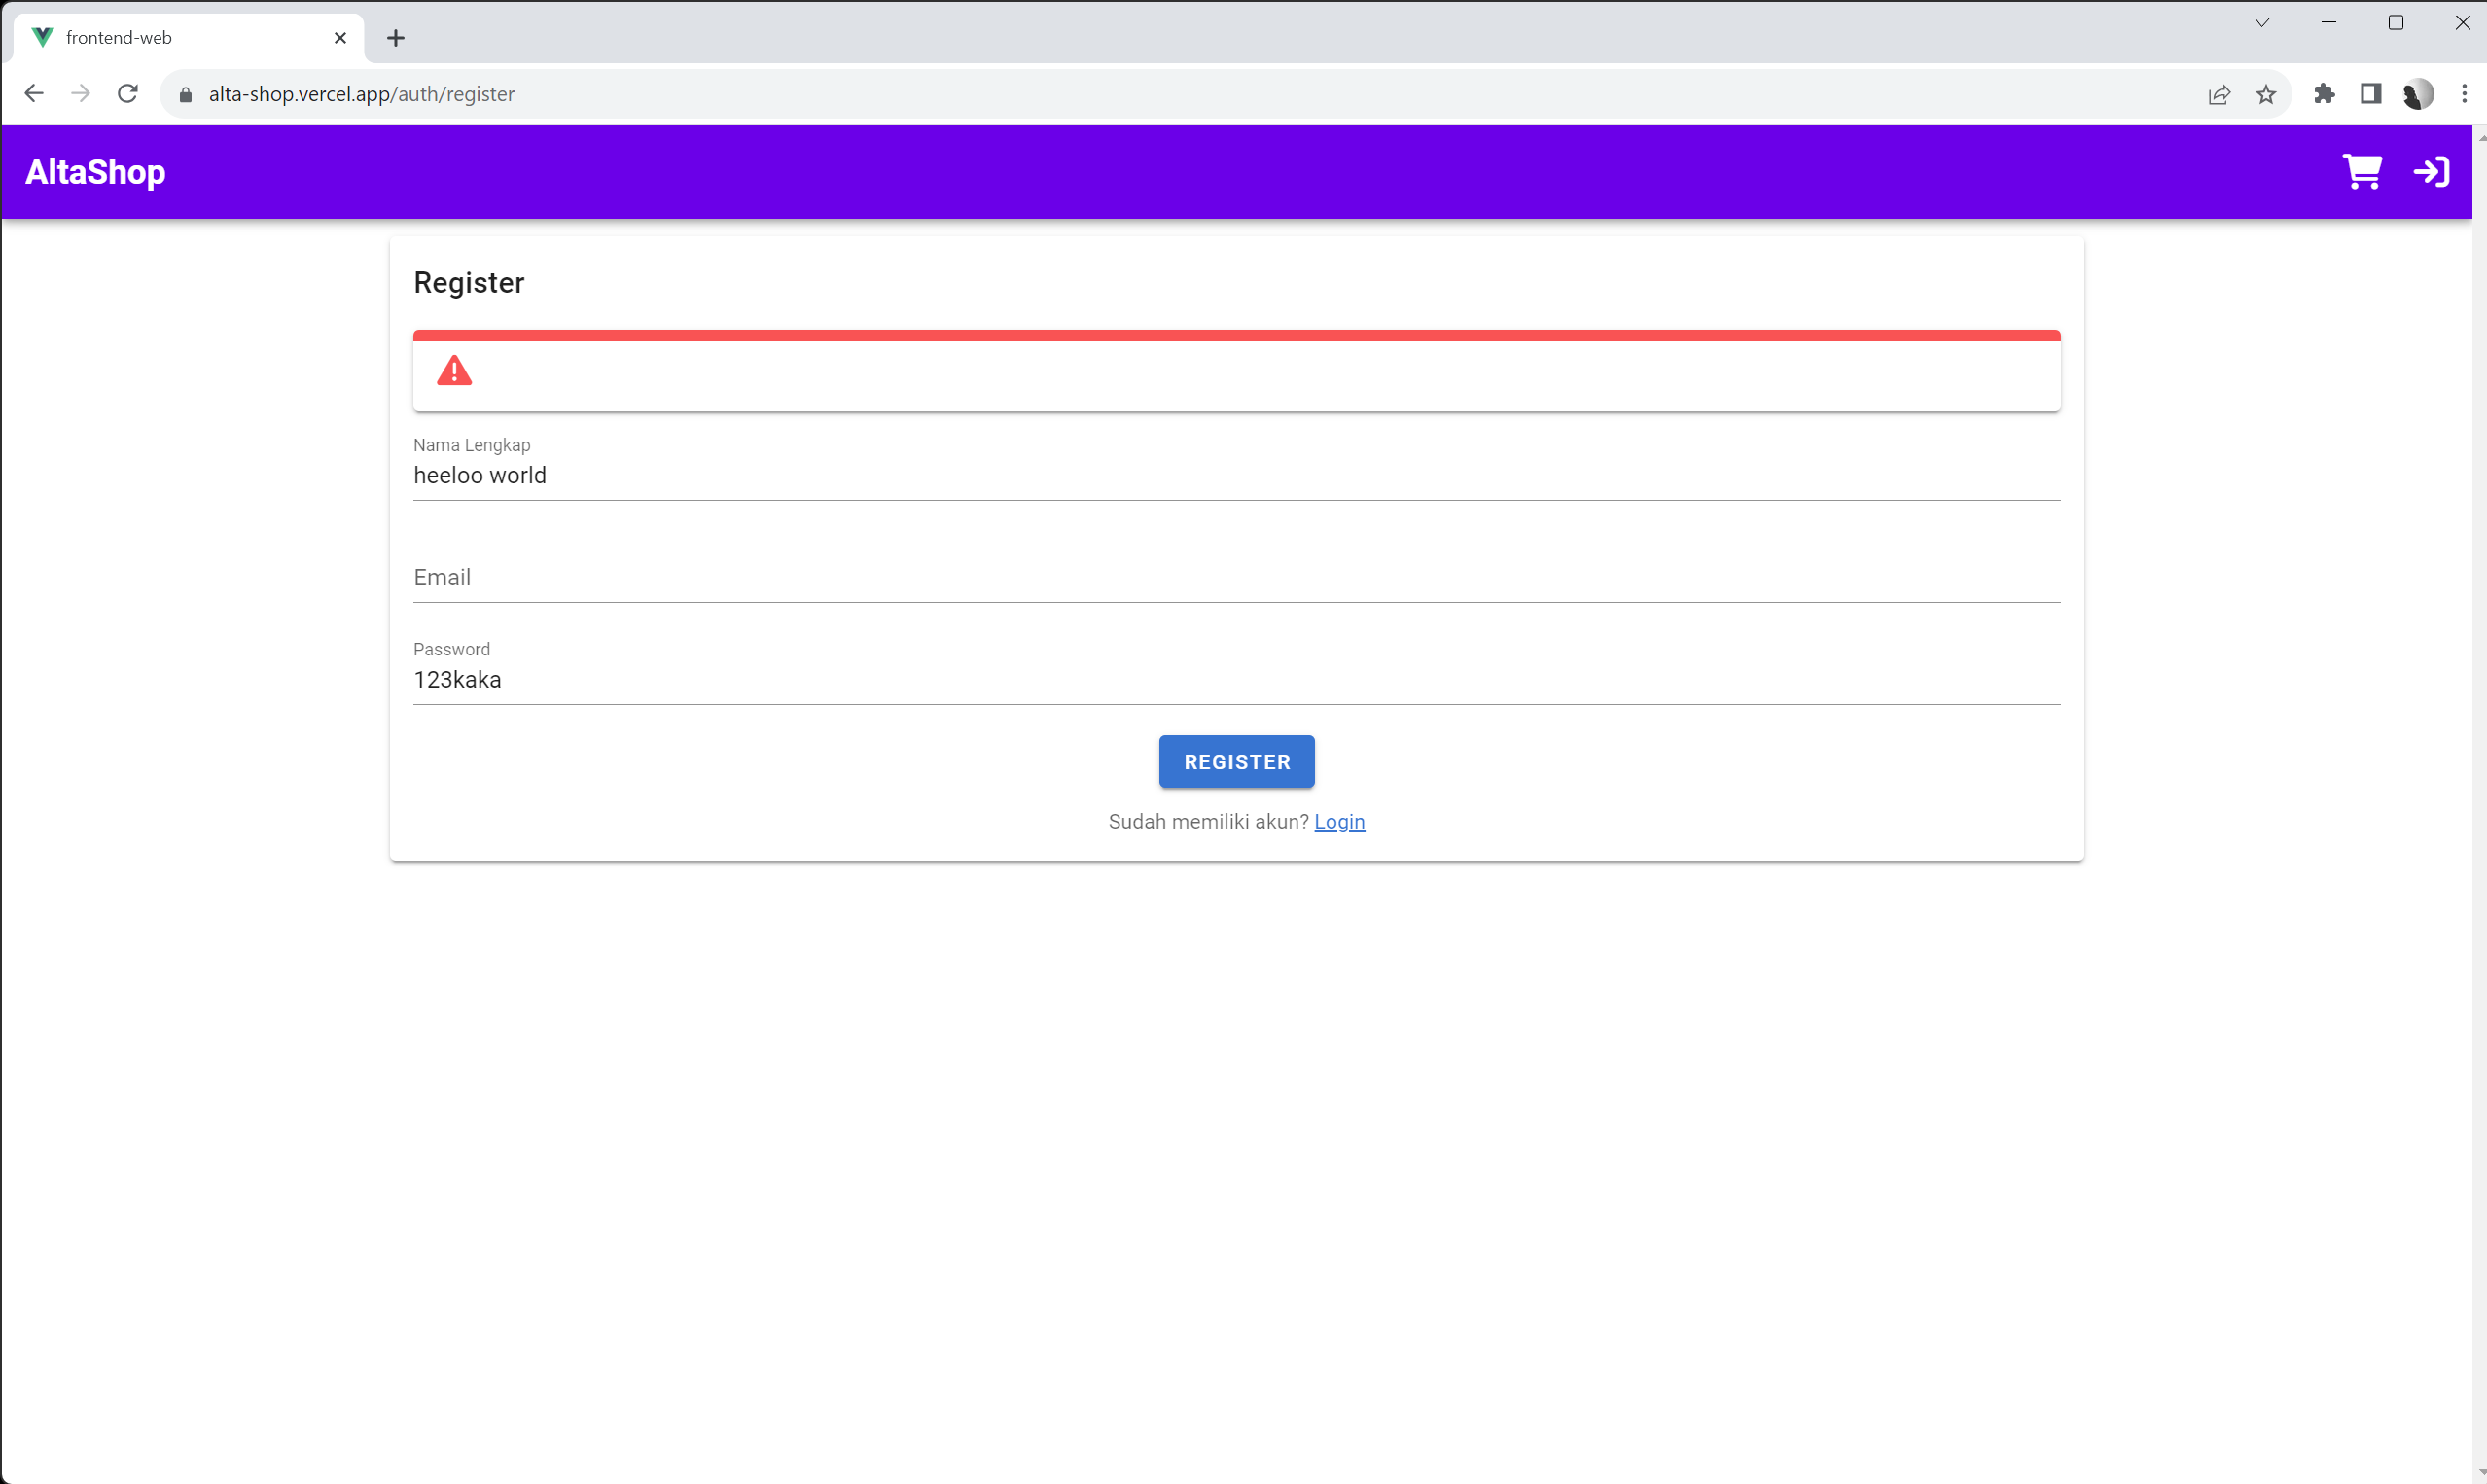 frontend-web
alta-shop.vercel.app/auth/register
AltaShop
Register
Nama Lengkap
heeloo world
Email
Password
123kaka
REGISTER
Sudah memiliki akun? Login